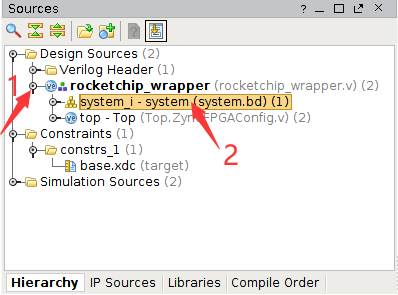 Sources
Design Sources (2)
Verilog Header (1)
1
rocketchip_wrapper (rocketchip_wrapper.v) (2)
system_i - system (system.bd) (1)
top - Top (Top.Zynq FPGAConfig.v) (2)
2
Constraints (1)
constrs_1 (1)
base.xdc (target)
Simulation Sources (2)
Hierarchy IP Sources Libraries Compile Order